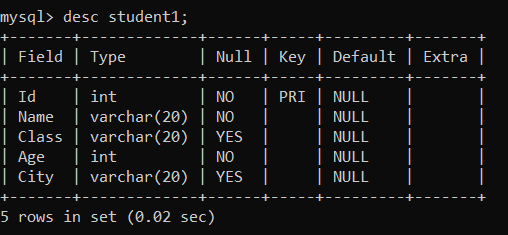 mysql> desc student1;
+-------+-------------+------+-----+---------+-------+
| Field | Type        | Null | Key | Default | Extra |
+-------+-------------+------+-----+---------+-------+
| Id    | int         | NO   | PRI | NULL    |       |
| Name  | varchar(20) | NO   |     | NULL    |       |
| Class | varchar(20) | YES  |     | NULL    |       |
| Age   | int         | NO   |     | NULL    |       |
| City  | varchar(20) | YES  |     | NULL    |       |
+-------+-------------+------+-----+---------+-------+
5 rows in set (0.02 sec)